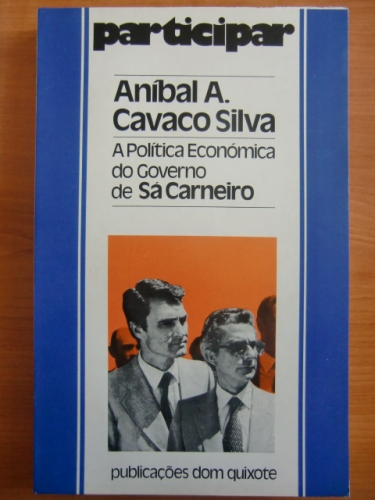 participar
Aníbal A.
Cavaco Silva
A Política Económica
do Governo
de Sá Carneiro
publicações dom quixote